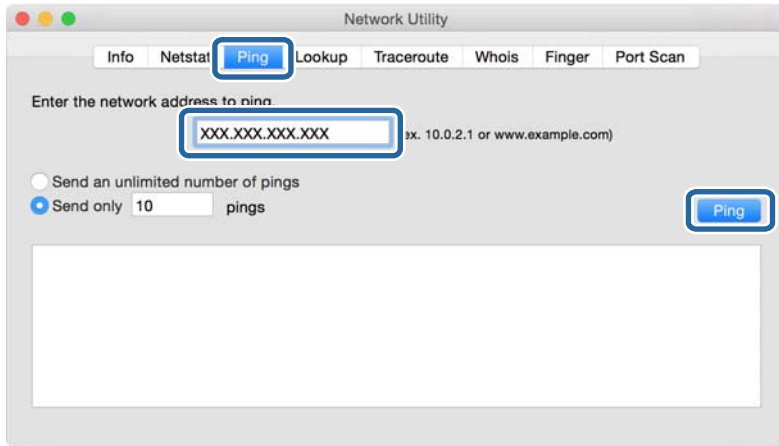 Network Utility
Info Netstat Ping Lookup Traceroute Whois Finger Port Scan
Enter the network address to ping.
XXX.XXX.XXX.XXX ex. 10.0.2.1 or www.example.com)
Send an unlimited number of pings
Send only 10 pings
Ping